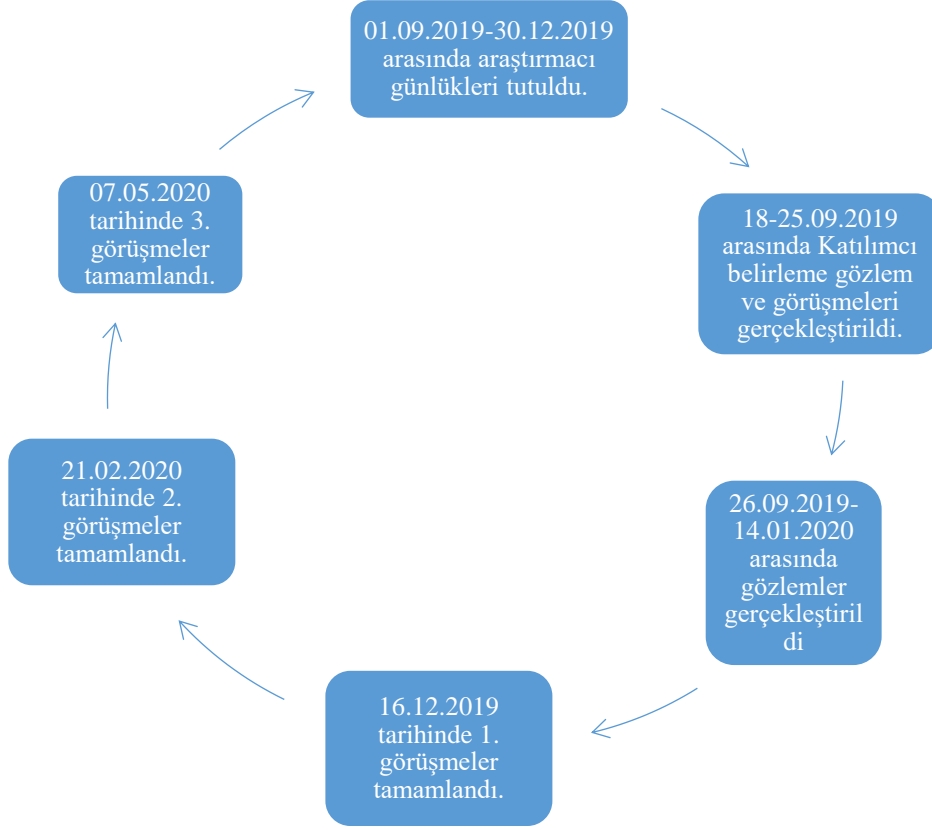 01.09.2019-30.12.2019
arasında araştırmacı
günlükleri tutuldu.
18-25.09.2019
arasında Katılımcı
belirleme gözlem
ve görüşmeleri
gerçekleştirildi.
26.09.2019-
14.01.2020
arasında
gözlemler
gerçekleştiril
di
16.12.2019
tarihinde 1.
görüşmeler
tamamlandı.
21.02.2020
tarihinde 2.
görüşmeler
tamamlandı.
07.05.2020
tarihinde 3.
görüşmeler
tamamlandı.